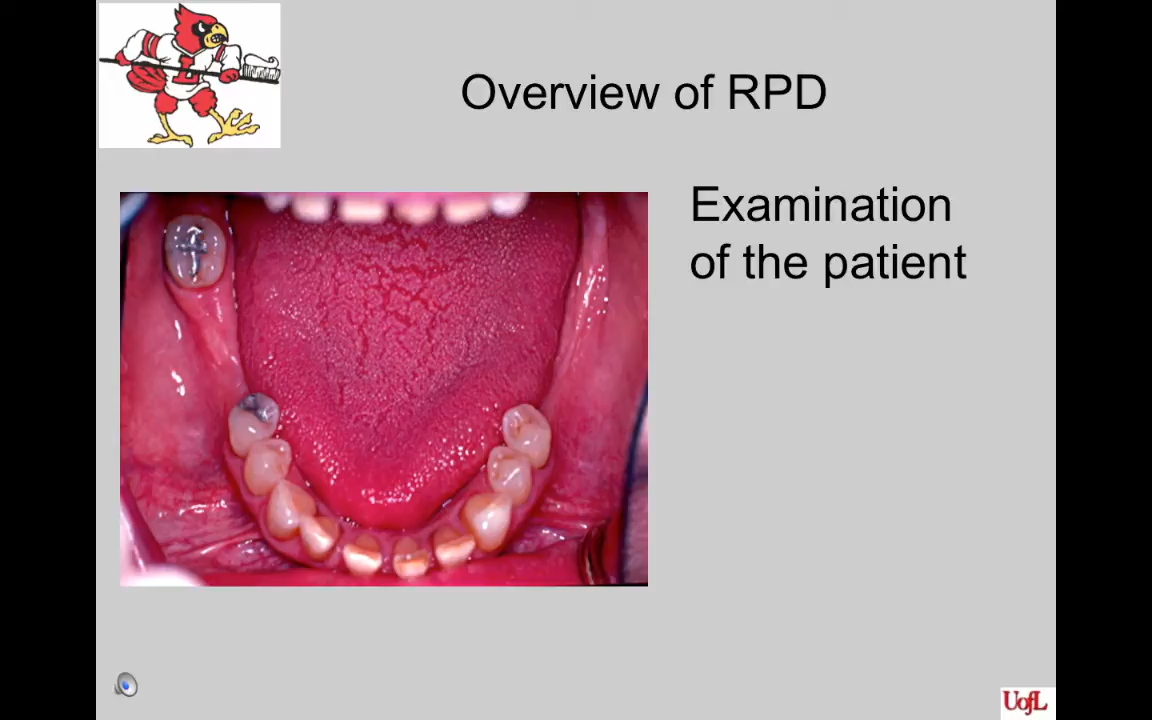 Overview of RPD
Examination
of the patient
UofL